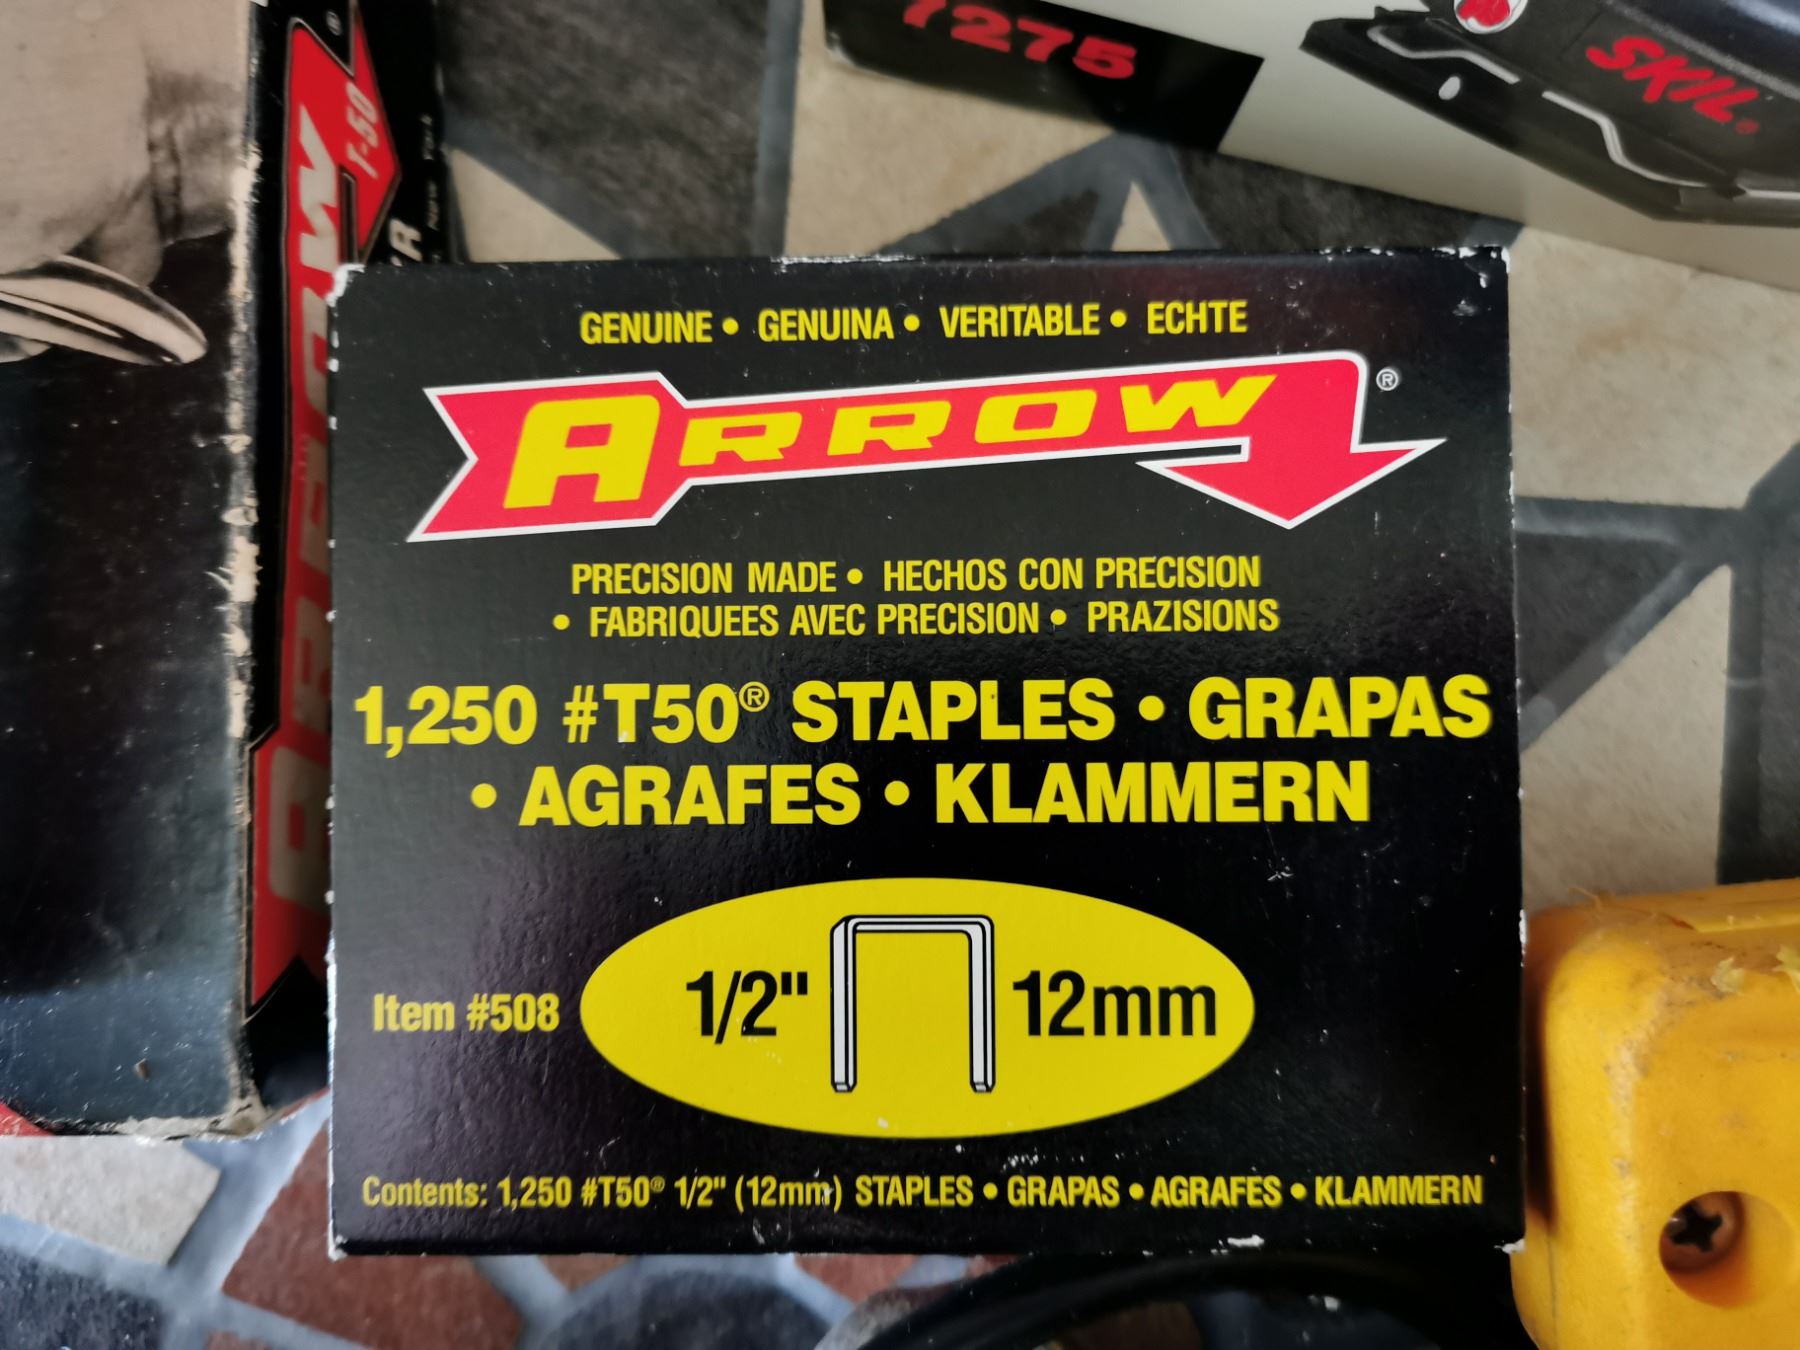 7275
SKIL®
ARROW®
T-50
GENUINE • GENUINA • VERITABLE • ECHTE
ARROW®
PRECISION MADE • HECHOS CON PRECISION
• FABRIQUEES AVEC PRECISION • PRAZISIONS
1,250 #T50® STAPLES • GRAPAS
• AGRAFES • KLAMMERN
Item #508
1/2" 12mm
Contents: 1,250 #T50® 1/2" (12mm) STAPLES • GRAPAS • AGRAFES • KLAMMERN